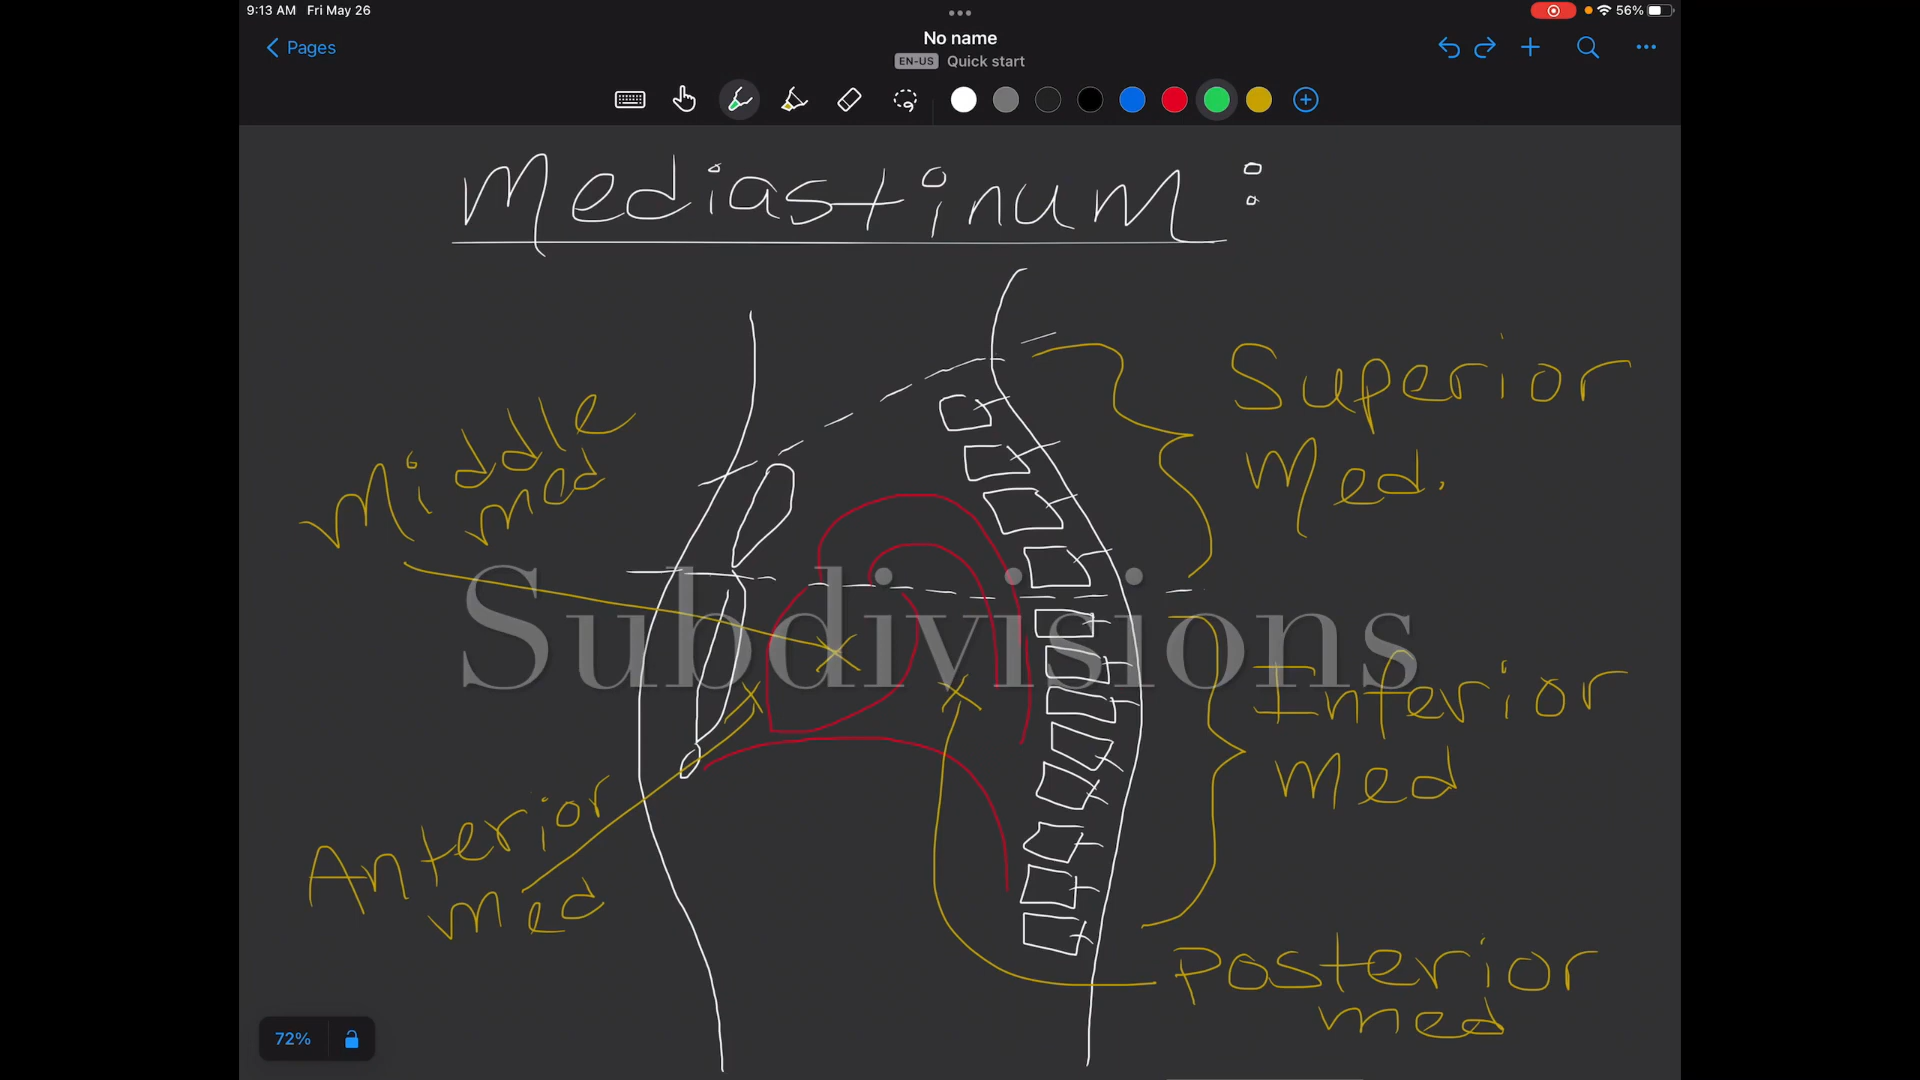 9:13 AM Fri May 26
56%
Pages
No name
EN-US Quick start
Mediastinum:
Superior
Med.
Middle
med
Subdivisions
Inferior
Med
Anterior
med
Posterior
med
72%